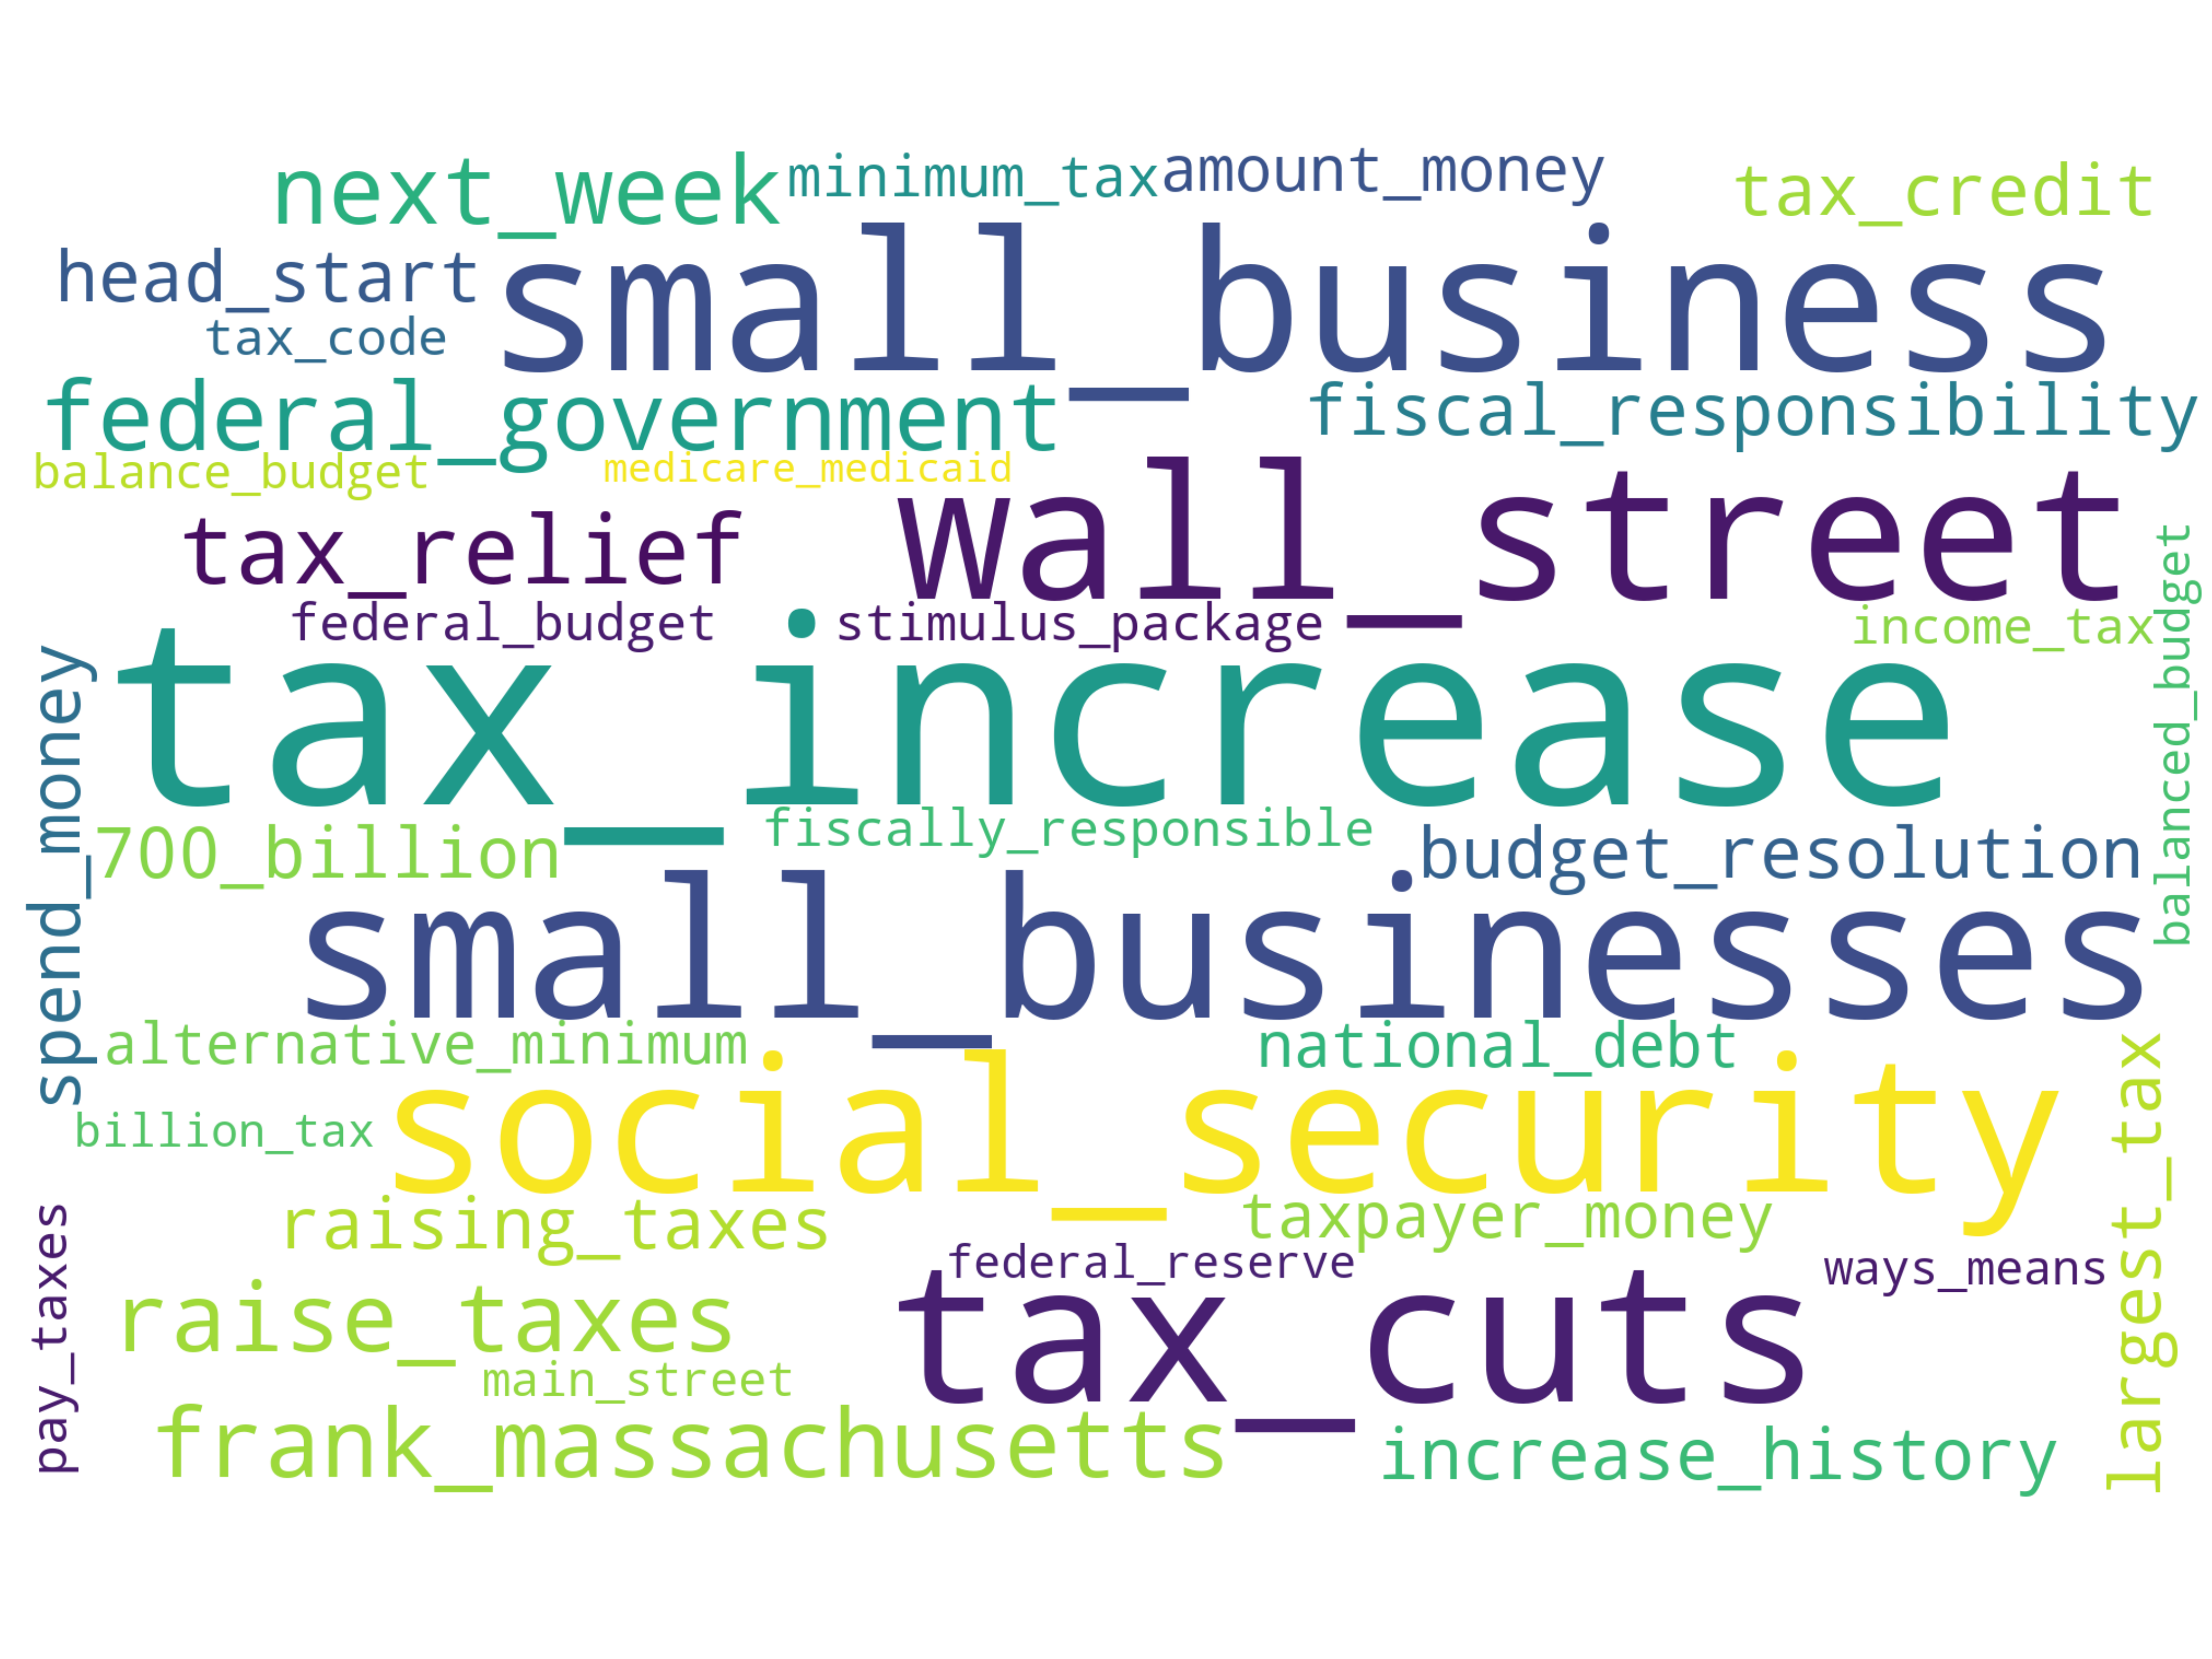 next_week
minimum_tax
amount_money
tax_credit
head_start
small_business
tax_code
federal_government
fiscal_responsibility
balance_budget
medicare_medicaid
wall_street
tax_relief
federal_budget
stimulus_package
income_tax
balanced_budget
spend_money
tax_increase
700_billion
fiscally_responsible
budget_resolution
small_businesses
alternative_minimum
national_debt
billion_tax
social_security
largest_tax
pay_taxes
raising_taxes
taxpayer_money
federal_reserve
ways_means
raise_taxes
tax_cuts
main_street
frank_massachusetts
increase_history